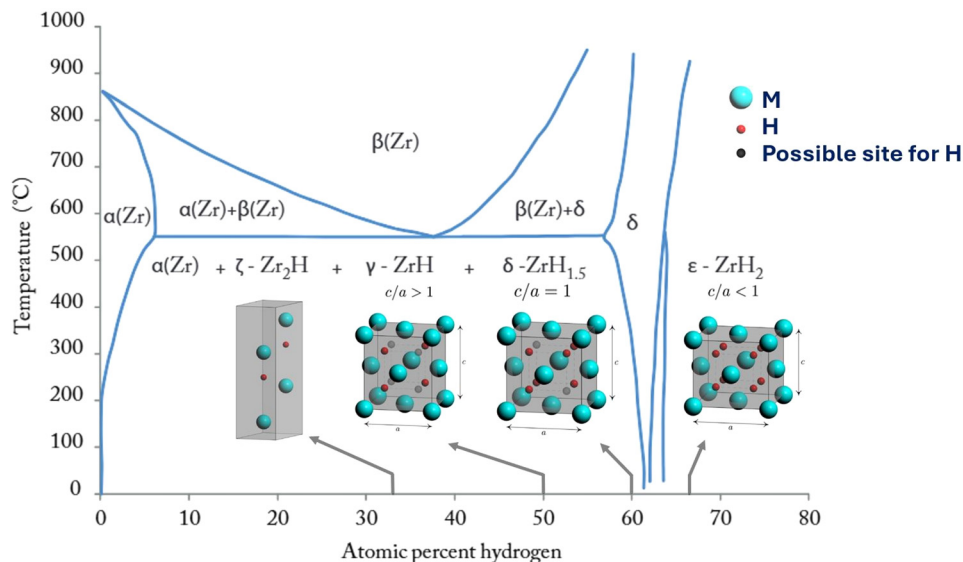 1000
900
800
700
600
500
400
300
200
100
0
Temperature (°C)
0 10 20 30 40 50 60 70 80
Atomic percent hydrogen
β(Zr)
α(Zr)
α(Zr)+β(Zr)
β(Zr)+δ
δ
α(Zr) + ζ - Zr₂H + γ - ZrH + δ -ZrH₁.₅
ε - ZrH₂
c/a > 1
c/a = 1
c/a < 1
c
a
c
a
c
a
M
H
Possible site for H